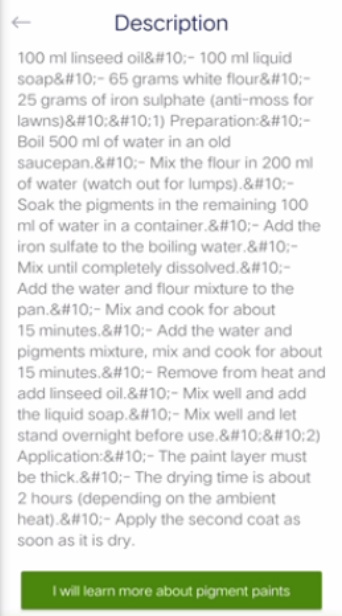 ←
Description
100 ml linseed oil&#10;- 100 ml liquid
soap&#10;- 65 grams white flour&#10;-
25 grams of iron sulphate (anti-moss for
lawns)&#10;&#10;1) Preparation:&#10;-
Boil 500 ml of water in an old
saucepan.&#10;- Mix the flour in 200 ml
of water (watch out for lumps).&#10;-
Soak the pigments in the remaining 100
ml of water in a container.&#10;- Add the
iron sulfate to the boiling water.&#10;-
Mix until completely dissolved.&#10;-
Add the water and flour mixture to the
pan.&#10;- Mix and cook for about
15 minutes.&#10;- Add the water and
pigments mixture, mix and cook for about
15 minutes.&#10;- Remove from heat and
add linseed oil.&#10;- Mix well and add
the liquid soap.&#10;- Mix well and let
stand overnight before use.&#10;&#10;2)
Application:&#10;- The paint layer must
be thick.&#10;- The drying time is about
2 hours (depending on the ambient
heat).&#10;- Apply the second coat as
soon as it is dry.
I will learn more about pigment paints